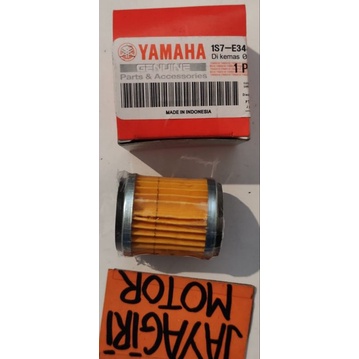 YAMAHA
GENUINE
Parts & Accessories
1S7-E34
Di kemas
1 P
MADE IN INDONESIA
JAYAGIRI
MOTOR